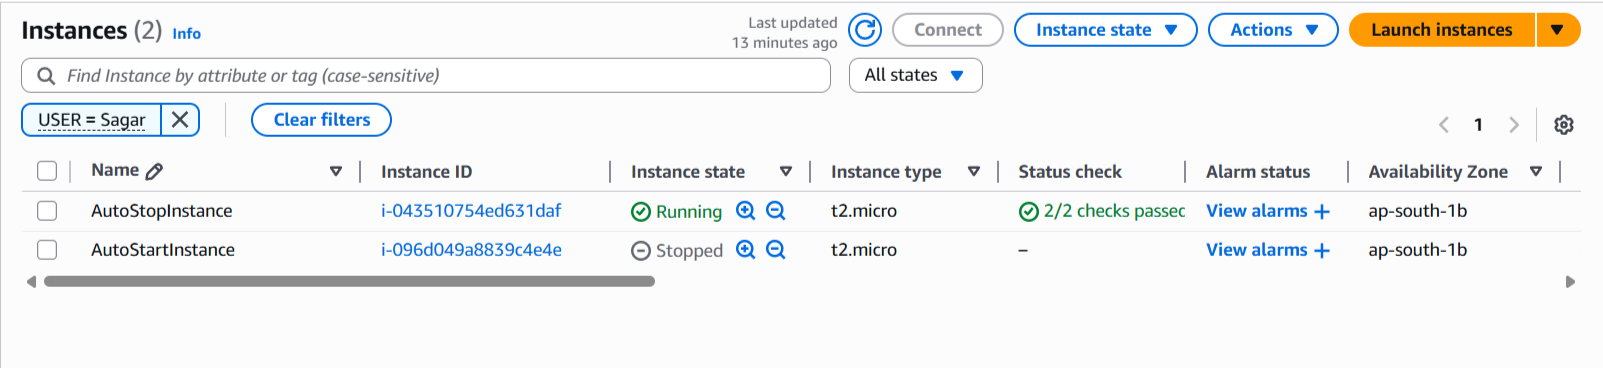 Instances (2) Info
Last updated
13 minutes ago
Connect
Instance state
Actions
Launch instances
Find Instance by attribute or tag (case-sensitive)
All states
USER = Sagar
Clear filters
1
Name Instance ID Instance state Instance type Status check Alarm status Availability Zone
AutoStopInstance i-043510754ed631daf Running t2.micro 2/2 checks passec View alarms + ap-south-1b
AutoStartInstance i-096d049a8839c4e4e Stopped t2.micro – View alarms + ap-south-1b